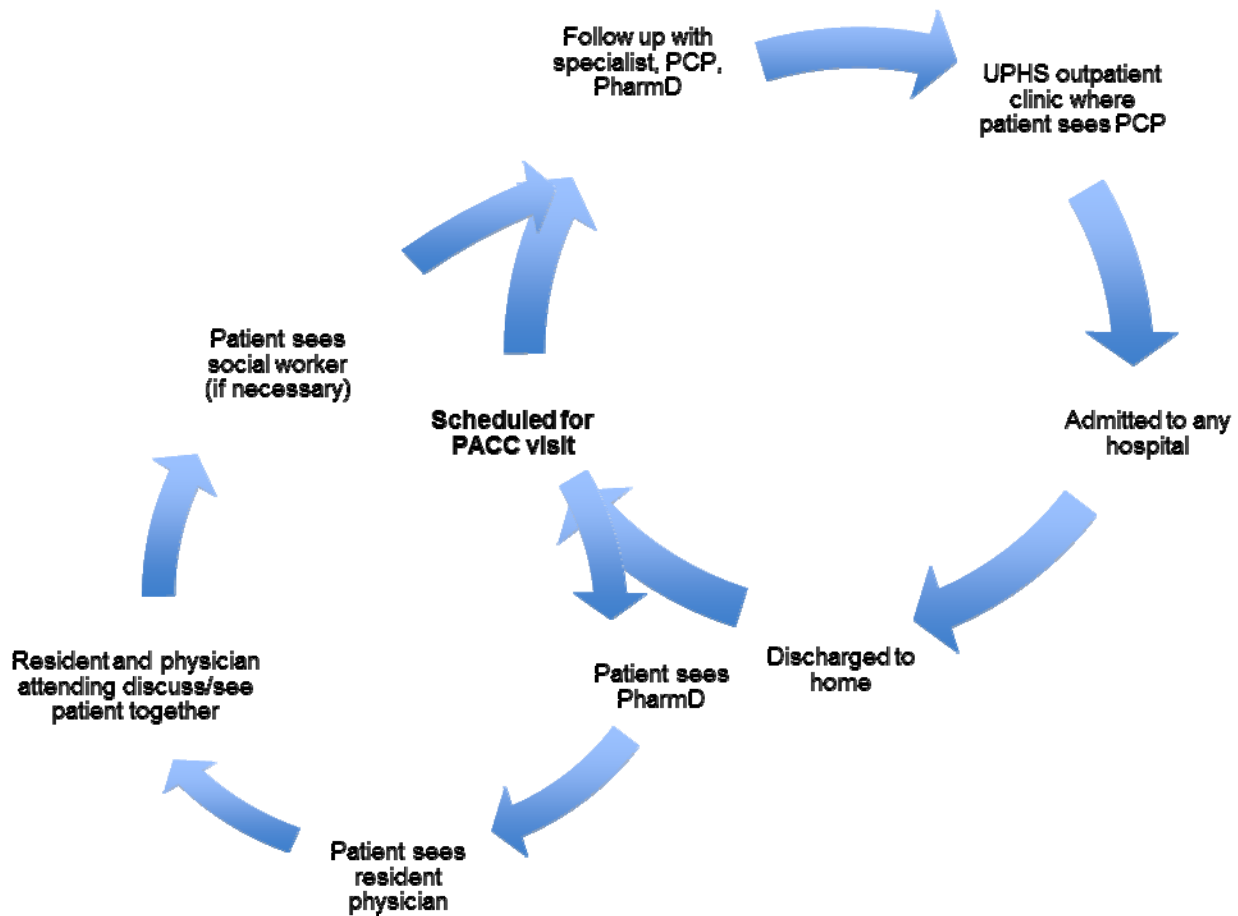 Follow up with
specialist, PCP,
PharmD
UPHS outpatient
clinic where
patient sees PCP
Admitted to any
hospital
Discharged to
home
Scheduled for
PACC visit
Patient sees
PharmD
Patient sees
resident
physician
Resident and physician
attending discuss/see
patient together
Patient sees
social worker
(if necessary)